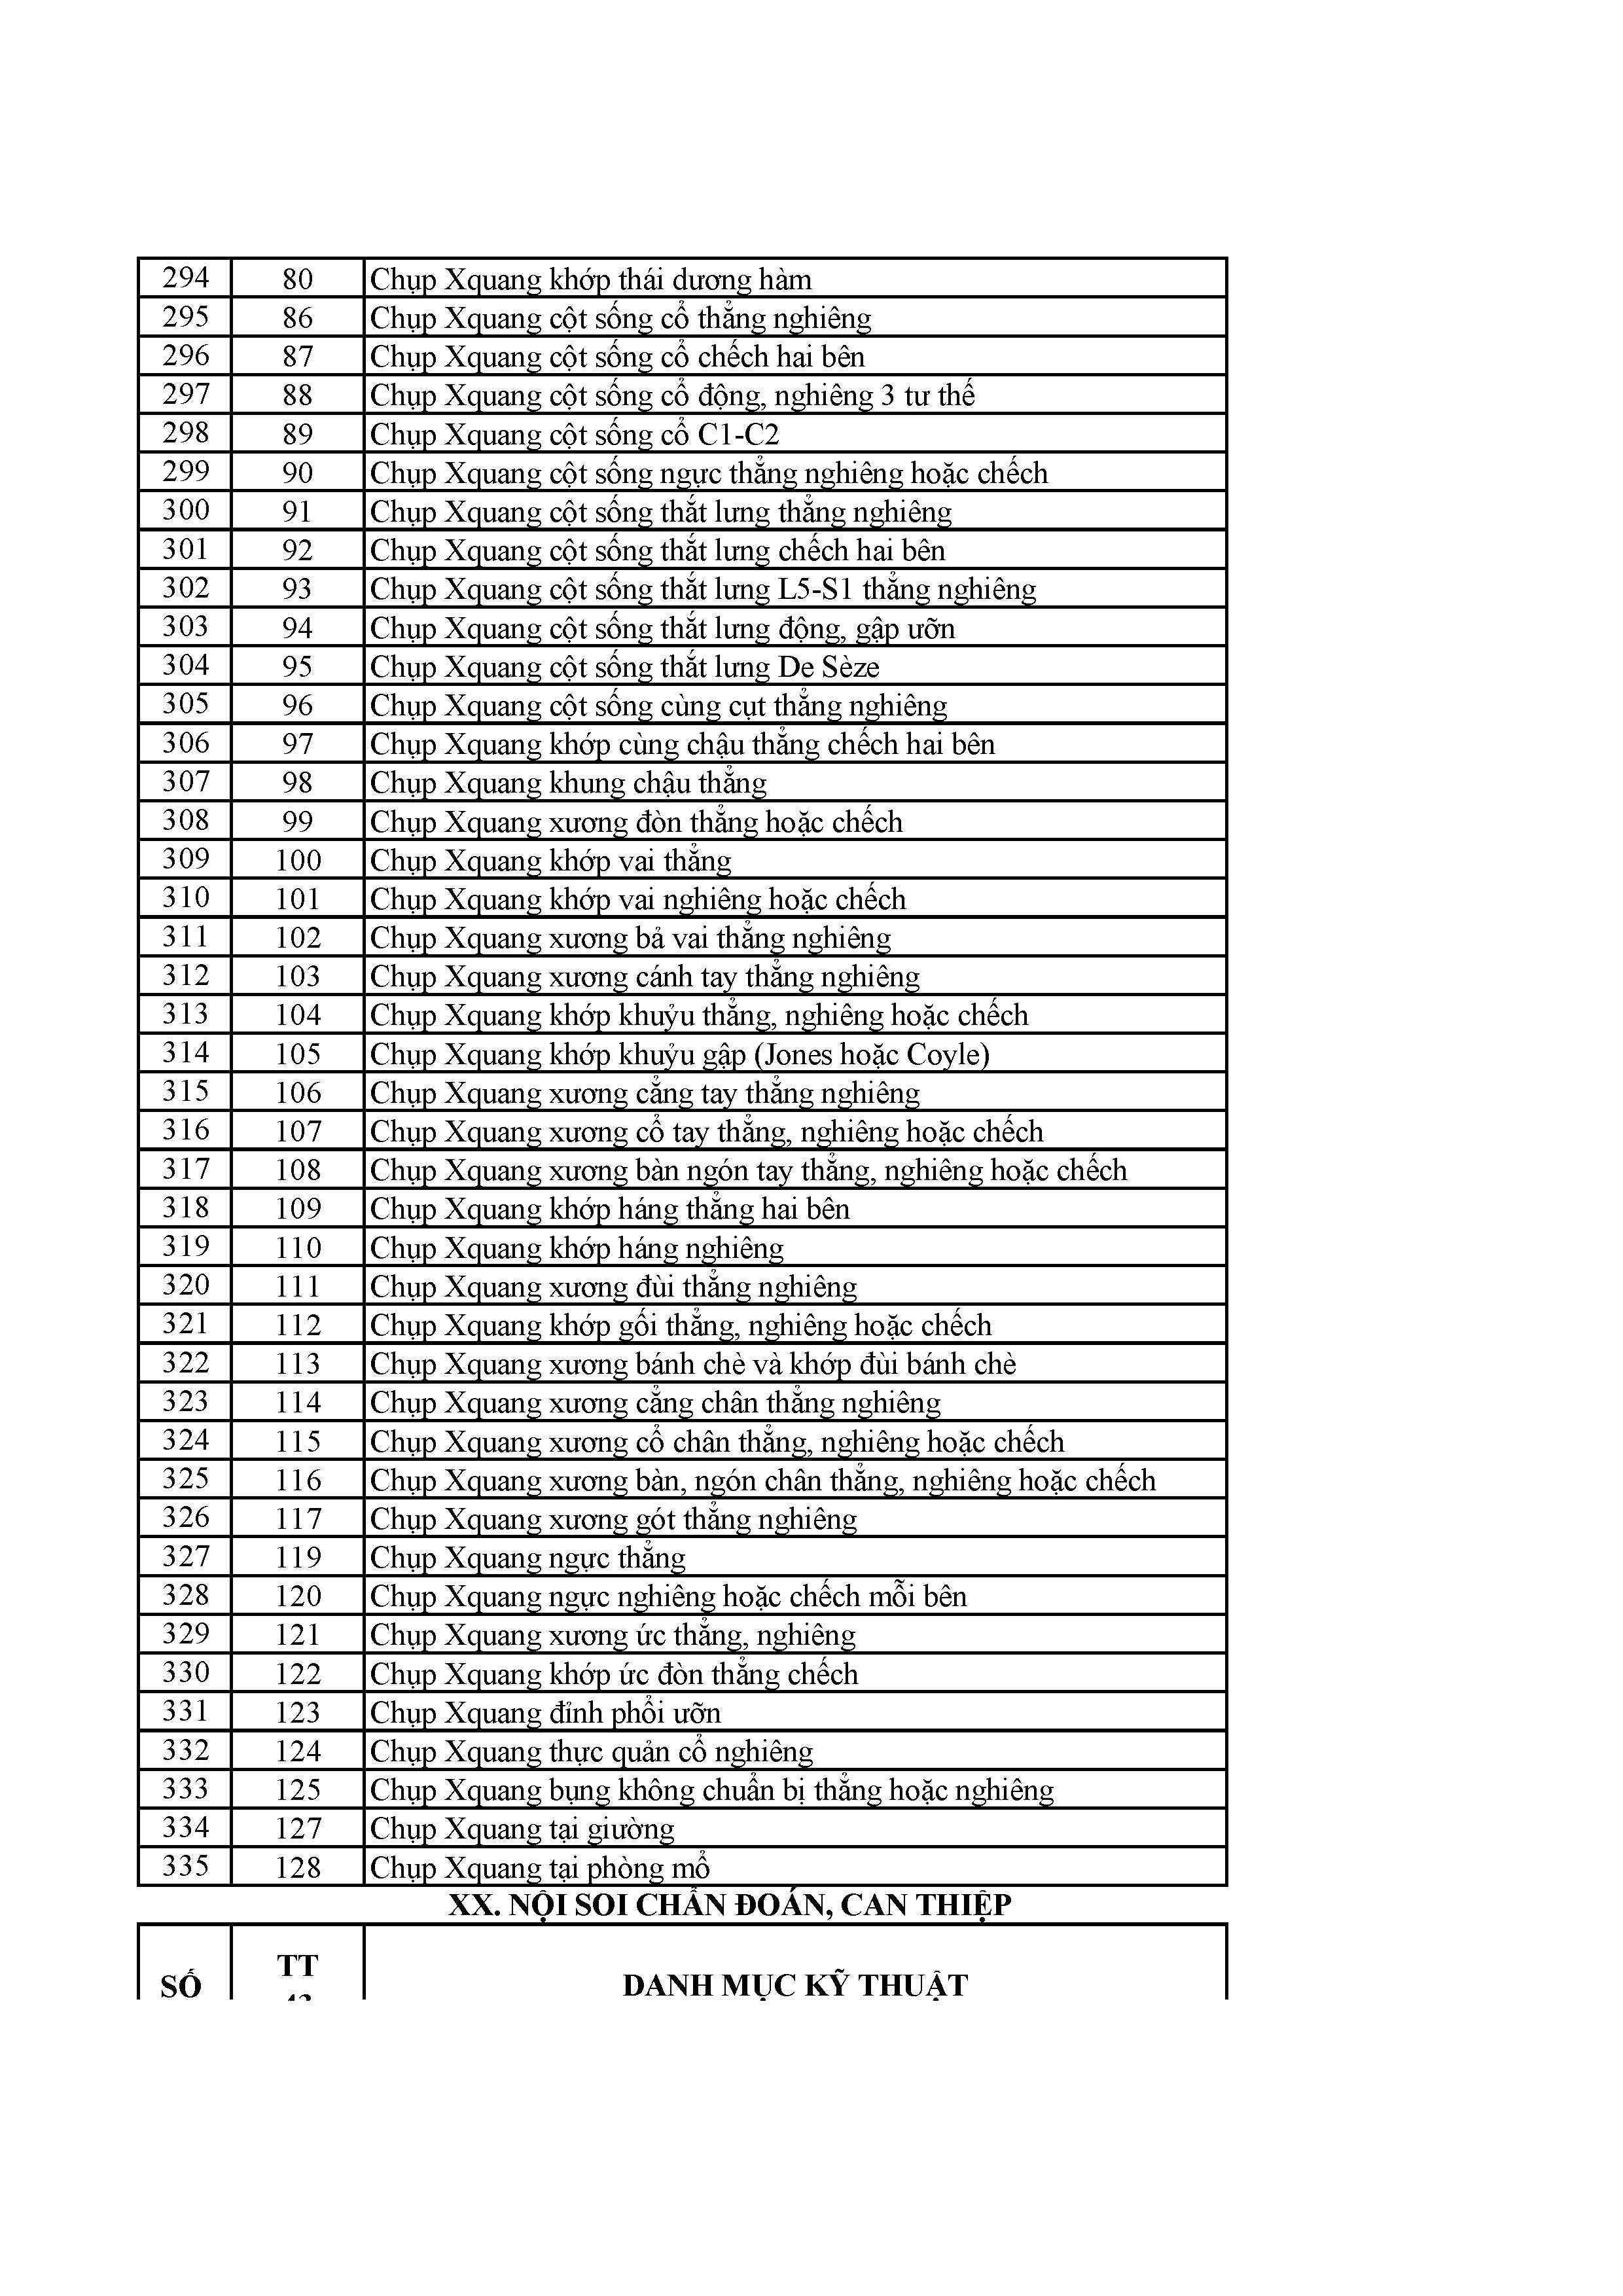 294 80 Chụp Xquang khớp thái dương hàm
295 86 Chụp Xquang cột sống cổ thẳng nghiêng
296 87 Chụp Xquang cột sống cổ chếch hai bên
297 88 Chụp Xquang cột sống cổ động, nghiêng 3 tư thế
298 89 Chụp Xquang cột sống cổ C1-C2
299 90 Chụp Xquang cột sống ngực thẳng nghiêng hoặc chếch
300 91 Chụp Xquang cột sống thắt lưng thẳng nghiêng
301 92 Chụp Xquang cột sống thắt lưng chếch hai bên
302 93 Chụp Xquang cột sống thắt lưng L5-S1 thẳng nghiêng
303 94 Chụp Xquang cột sống thắt lưng động, gập ưỡn
304 95 Chụp Xquang cột sống thắt lưng De Sèze
305 96 Chụp Xquang cột sống cùng cụt thẳng nghiêng
306 97 Chụp Xquang khớp cùng chậu thẳng chếch hai bên
307 98 Chụp Xquang khung chậu thẳng
308 99 Chụp Xquang xương đòn thẳng hoặc chếch
309 100 Chụp Xquang khớp vai thẳng
310 101 Chụp Xquang khớp vai nghiêng hoặc chếch
311 102 Chụp Xquang xương bả vai thẳng nghiêng
312 103 Chụp Xquang xương cánh tay thẳng nghiêng
313 104 Chụp Xquang khớp khuỷu thẳng, nghiêng hoặc chếch
314 105 Chụp Xquang khớp khuỷu gập (Jones hoặc Coyle)
315 106 Chụp Xquang xương cẳng tay thẳng nghiêng
316 107 Chụp Xquang xương cổ tay thẳng, nghiêng hoặc chếch
317 108 Chụp Xquang xương bàn ngón tay thẳng, nghiêng hoặc chếch
318 109 Chụp Xquang khớp háng thẳng hai bên
319 110 Chụp Xquang khớp háng nghiêng
320 111 Chụp Xquang xương đùi thẳng nghiêng
321 112 Chụp Xquang khớp gối thẳng, nghiêng hoặc chếch
322 113 Chụp Xquang xương bánh chè và khớp đùi bánh chè
323 114 Chụp Xquang xương cẳng chân thẳng nghiêng
324 115 Chụp Xquang xương cổ chân thẳng, nghiêng hoặc chếch
325 116 Chụp Xquang xương bàn, ngón chân thẳng, nghiêng hoặc chếch
326 117 Chụp Xquang xương gót thẳng nghiêng
327 119 Chụp Xquang ngực thẳng
328 120 Chụp Xquang ngực nghiêng hoặc chếch mỗi bên
329 121 Chụp Xquang xương ức thẳng, nghiêng
330 122 Chụp Xquang khớp ức đòn thẳng chếch
331 123 Chụp Xquang đỉnh phổi ưỡn
332 124 Chụp Xquang thực quản cổ nghiêng
333 125 Chụp Xquang bụng không chuẩn bị thẳng hoặc nghiêng
334 127 Chụp Xquang tại giường
335 128 Chụp Xquang tại phòng mổ
XX. NỘI SOI CHẨN ĐOÁN, CAN THIỆP
SỐ TT DANH MỤC KỸ THUẬT